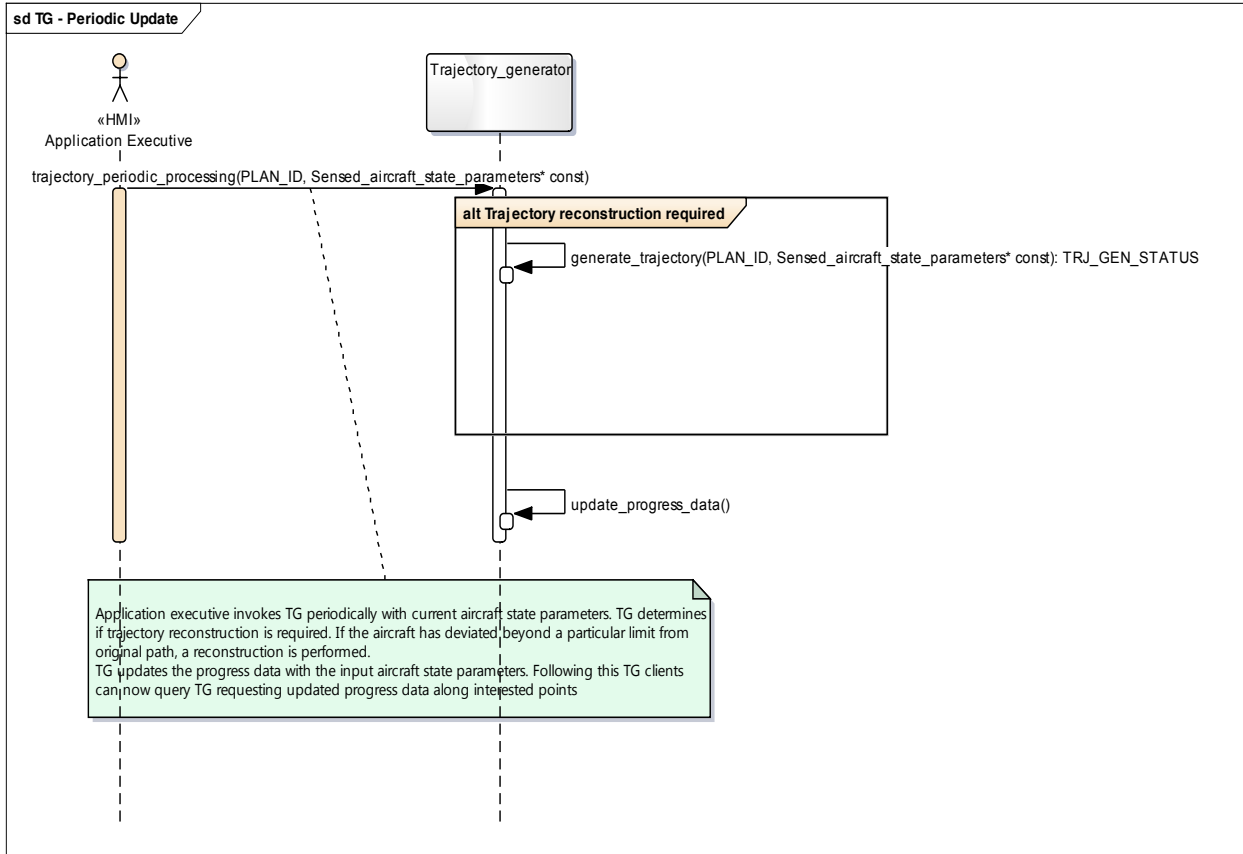 sd TG - Periodic Update
Trajectory_generator
«HMI»
Application Executive
trajectory_periodic_processing(PLAN_ID, Sensed_aircraft_state_parameters* const)
alt Trajectory reconstruction required
generate_trajectory(PLAN_ID, Sensed_aircraft_state_parameters* const): TRJ_GEN_STATUS
update_progress_data()
Application executive invokes TG periodically with current aircraft state parameters. TG determines
if trajectory reconstruction is required. If the aircraft has deviated beyond a particular limit from
original path, a reconstruction is performed.
TG updates the progress data with the input aircraft state parameters. Following this TG clients
can now query TG requesting updated progress data along interested points